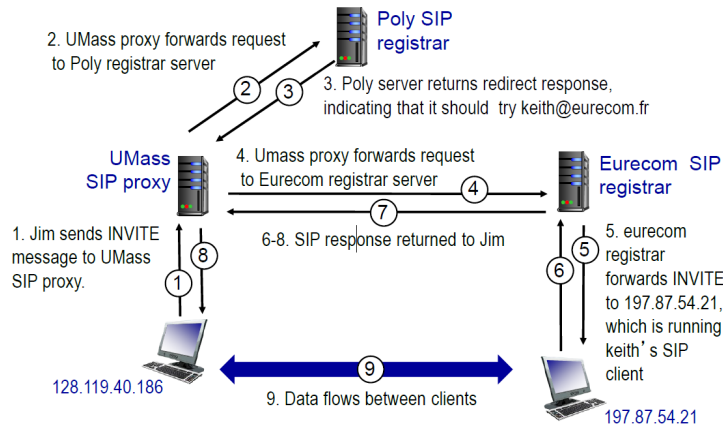 Poly SIP
registrar
2. UMass proxy forwards request
to Poly registrar server
2
3
3. Poly server returns redirect response,
indicating that it should try keith@eurecom.fr
UMass
SIP proxy
4. Umass proxy forwards request
to Eurecom registrar server
4
Eurecom SIP
registrar
7
1. Jim sends INVITE
message to UMass
SIP proxy.
8
1
6-8. SIP response returned to Jim
5. eurecom
registrar
forwards INVITE
to 197.87.54.21,
which is running
keith's SIP
client
5
6
9
128.119.40.186
9. Data flows between clients
197.87.54.21